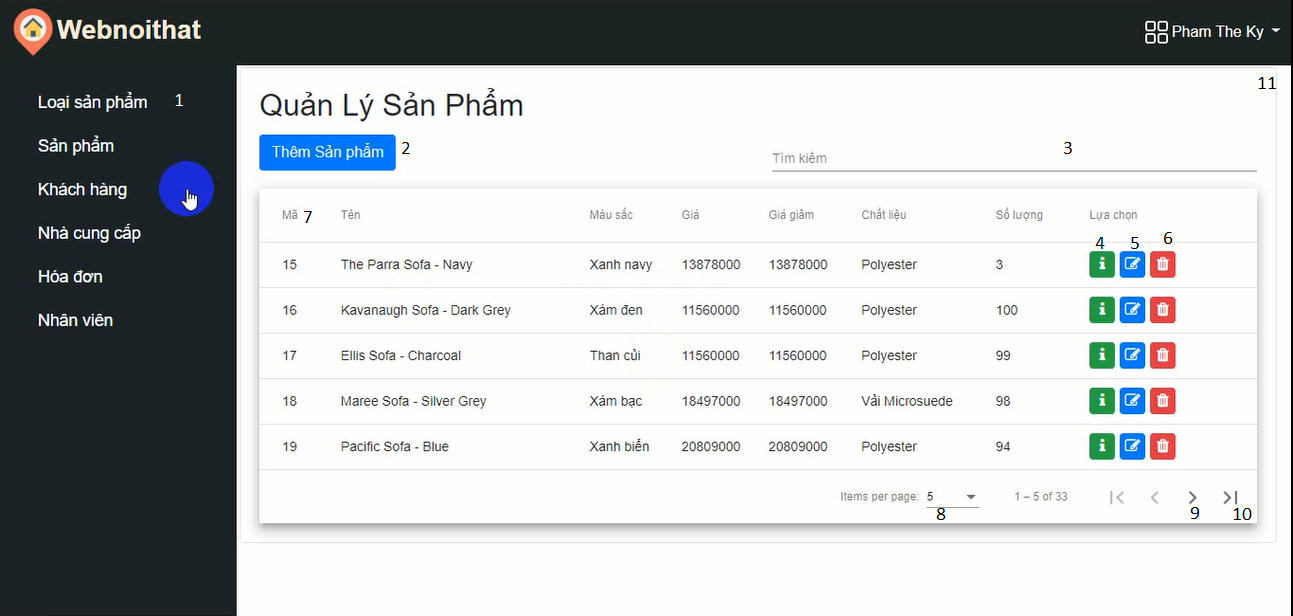 Webnoithat
Pham The Ky
Loại sản phẩm 1
Sản phẩm
Khách hàng
Nhà cung cấp
Hóa đơn
Nhân viên
11
Quản Lý Sản Phẩm
Thêm Sản phẩm 2
Tìm kiếm 3
Mã 7 Tên Màu sắc Giá Giá giảm Chất liệu Số lượng Lựa chọn
4 5 6
15 The Parra Sofa - Navy Xanh navy 13878000 13878000 Polyester 3
16 Kavanaugh Sofa - Dark Grey Xám đen 11560000 11560000 Polyester 100
17 Ellis Sofa - Charcoal Than củi 11560000 11560000 Polyester 99
18 Maree Sofa - Silver Grey Xám bạc 18497000 18497000 Vải Microsuede 98
19 Pacific Sofa - Blue Xanh biển 20809000 20809000 Polyester 94
Items per page: 5 1 – 5 of 33
8 9 10